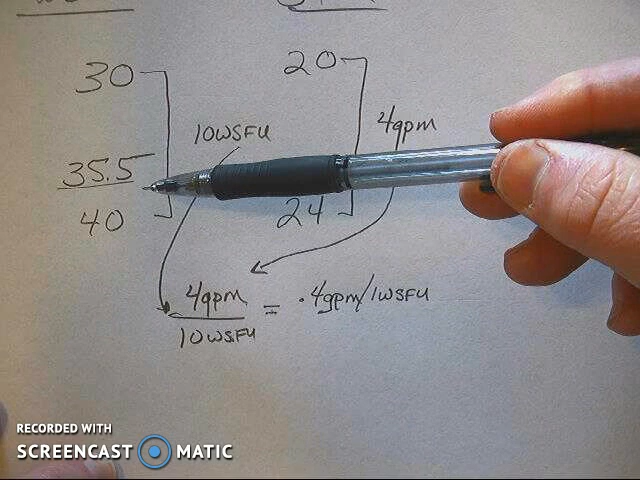 30
20
10WSFU
4gpm
35.5
40
24
4gpm
10WSFU
= .4gpm/1WSFU
RECORDED WITH
SCREENCAST MATIC